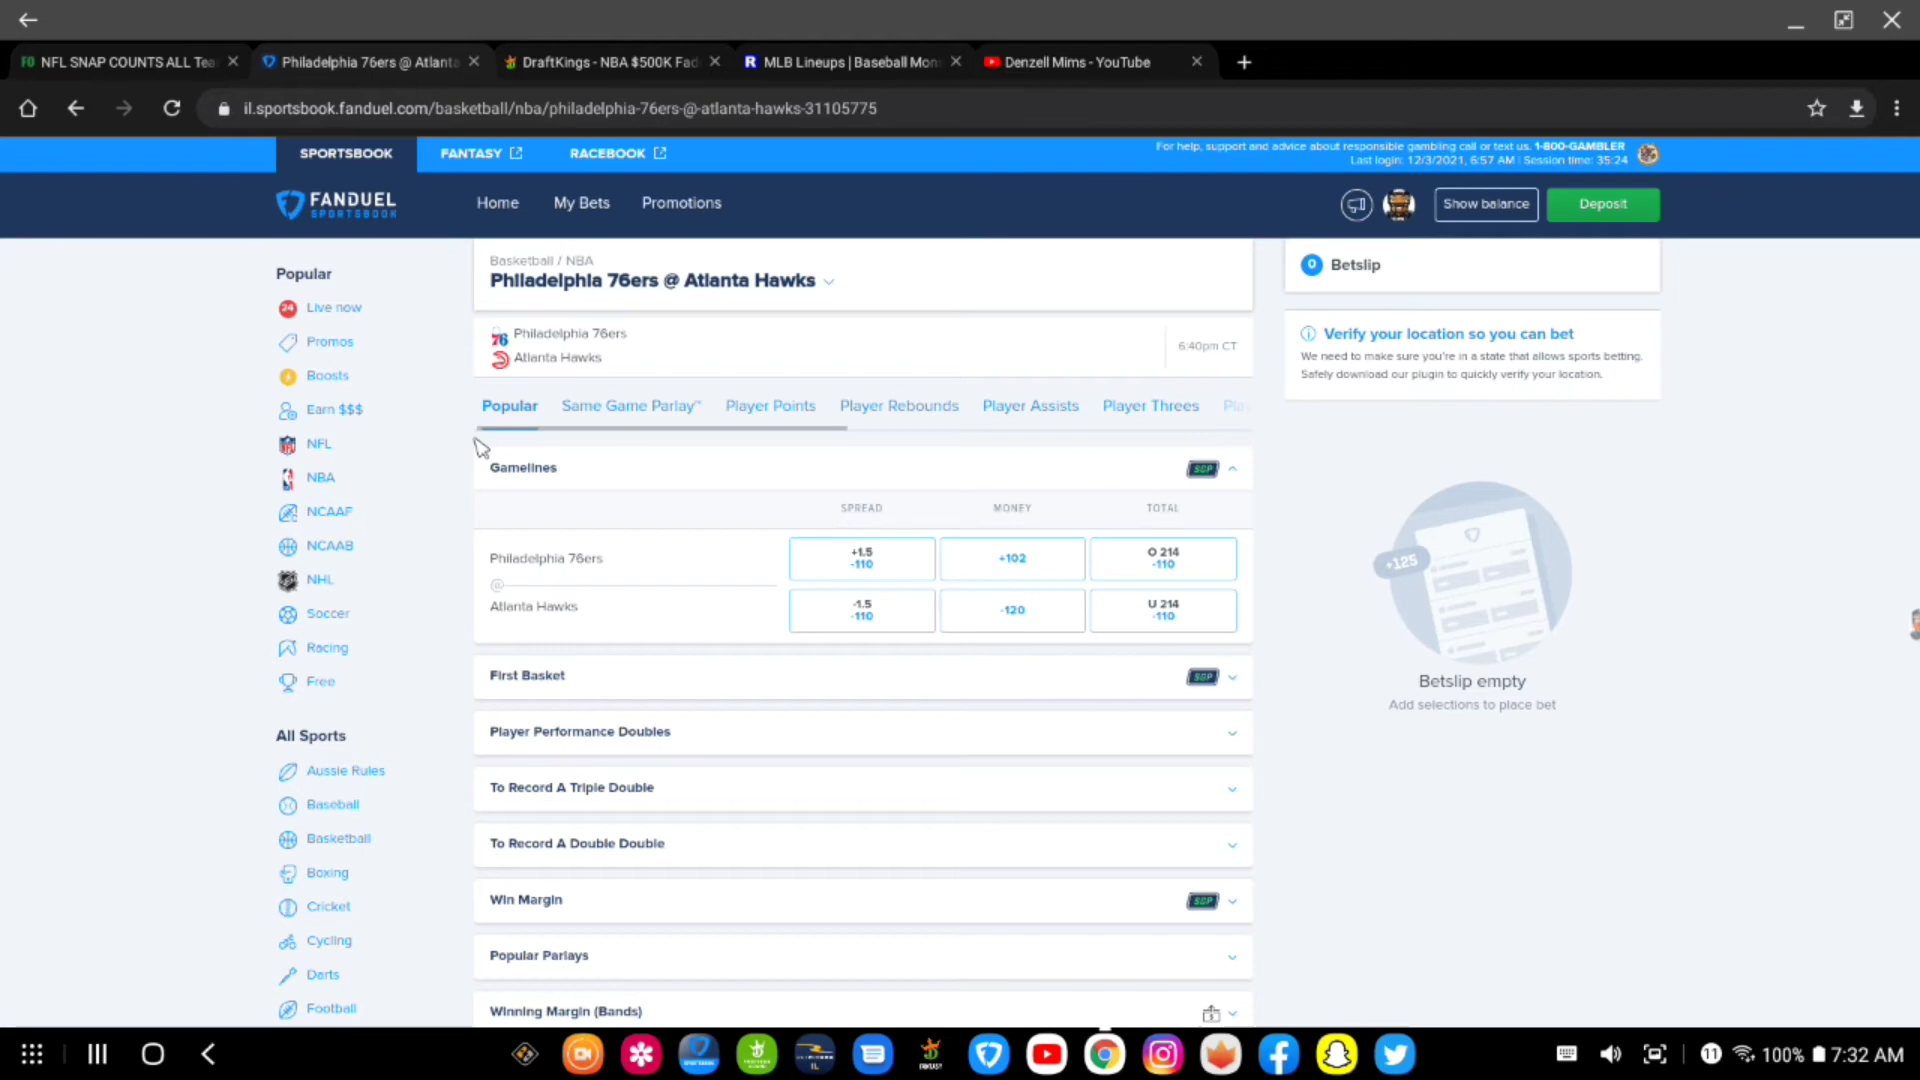 NFL SNAP COUNTS ALL Tea
Philadelphia 76ers @ Atlanta
DraftKings - NBA $500K Fad
MLB Lineups | Baseball Mon
Denzell Mims - YouTube
il.sportsbook.fanduel.com/basketball/nba/philadelphia-76ers-@-atlanta-hawks-31105775
SPORTSBOOK
FANTASY
RACEBOOK
For help, support and advice about responsible gambling call or text us. 1-800-GAMBLER
Last login: 12/3/2021, 6:57 AM | Session time: 35:24
FANDUEL
SPORTSBOOK
Home
My Bets
Promotions
Show balance
Deposit
Popular
24 Live now
Promos
Boosts
Earn $$$
NFL
NBA
NCAAF
NCAAB
NHL
Soccer
Racing
Free
All Sports
Aussie Rules
Baseball
Basketball
Boxing
Cricket
Cycling
Darts
Football
Basketball / NBA
Philadelphia 76ers @ Atlanta Hawks
Philadelphia 76ers
Atlanta Hawks
6:40pm CT
Popular
Same Game Parlay™
Player Points
Player Rebounds
Player Assists
Player Threes
Pla
Gamelines
SGP
SPREAD
MONEY
TOTAL
Philadelphia 76ers
+1.5
-110
+102
O 214
-110
@
Atlanta Hawks
-1.5
-110
-120
U 214
-110
First Basket
SGP
Player Performance Doubles
To Record A Triple Double
To Record A Double Double
Win Margin
SGP
Popular Parlays
Winning Margin (Bands)
0 Betslip
Verify your location so you can bet
We need to make sure you're in a state that allows sports betting.
Safely download our plugin to quickly verify your location.
+125
Betslip empty
Add selections to place bet
11
100%
7:32 AM